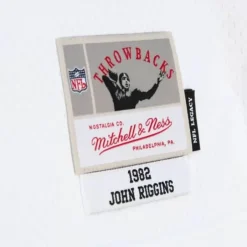 THROWBACKS
NFL
NOSTALGIA CO.
Mitchell & Ness
PHILADELPHIA, PA.
NFL LEGACY
1982
JOHN RIGGINS